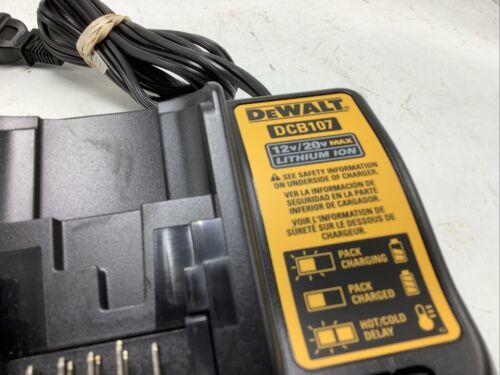 DEWALT
DCB107
12V/20V MAX
LITHIUM ION
SEE SAFETY INFORMATION
ON UNDERSIDE OF CHARGER.
VER INFORMACIÓN DE
SEGURIDAD EN LA PARTE
INFERIOR DE CARGADOR.
VOIR L'INFORMATION DE
SÛRETÉ SUR LE DESSOUS DE
CHARGEUR.
PACK
CHARGING
PACK
CHARGED
HOT/COLD
DELAY